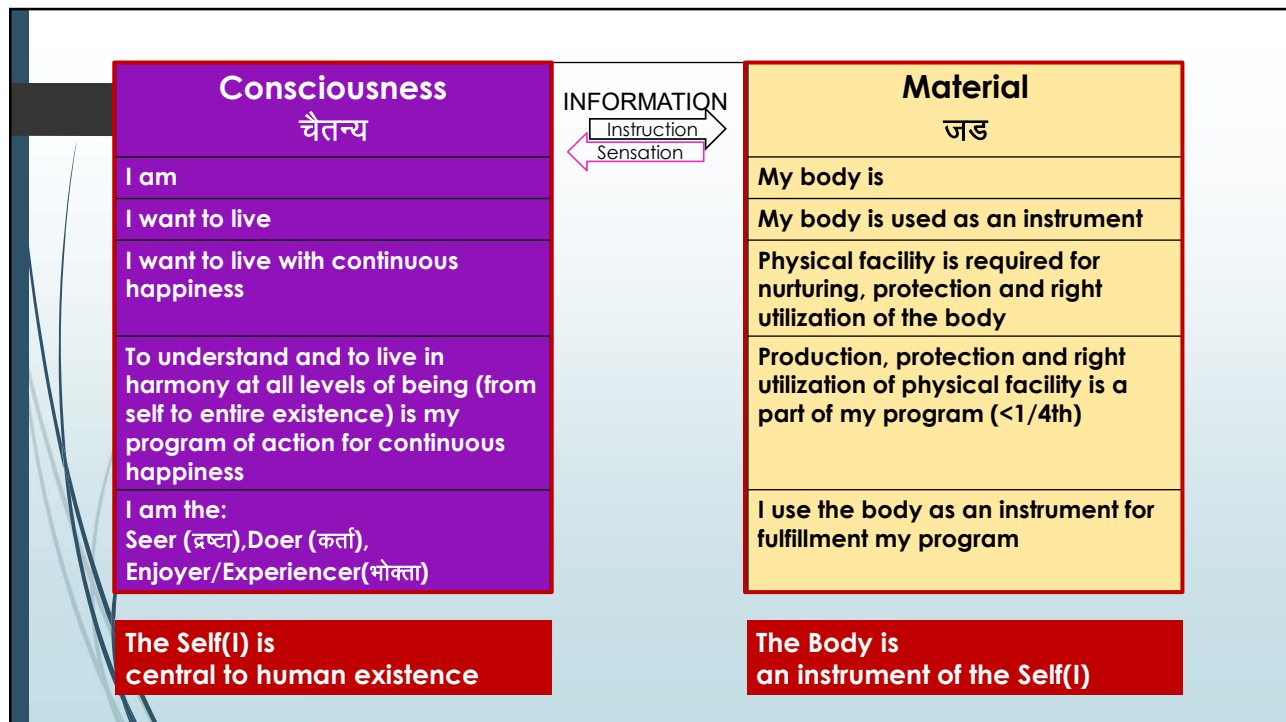 Consciousness
चैतन्य
I am
I want to live
I want to live with continuous
happiness
To understand and to live in
harmony at all levels of being (from
self to entire existence) is my
program of action for continuous
happiness
I am the:
Seer (द्रष्टा),Doer (कर्ता),
Enjoyer/Experiencer(भोक्ता)
The Self(I) is
central to human existence
INFORMATION
Instruction
Sensation
Material
जड
My body is
My body is used as an instrument
Physical facility is required for
nurturing, protection and right
utilization of the body
Production, protection and right
utilization of physical facility is a
part of my program (<1/4th)
I use the body as an instrument for
fulfillment my program
The Body is
an instrument of the Self(I)